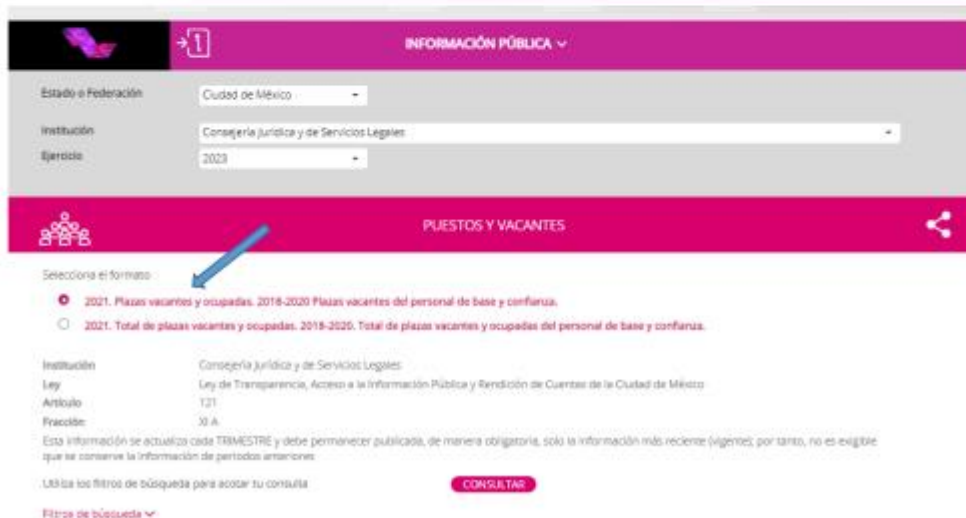 INFORMACIÓN PÚBLICA
Estado o Federación
Ciudad de México
Institución
Consejería Jurídica y de Servicios Legales
Ejercicio
2023
PUESTOS Y VACANTES
Selecciona el formato
2021. Plazas vacantes y ocupadas. 2018-2020 Plazas vacantes del personal de base y confianza.
2021. Total de plazas vacantes y ocupadas. 2018-2020. Total de plazas vacantes y ocupadas del personal de base y confianza.
Institución Consejería Jurídica y de Servicios Legales
Ley Ley de Transparencia, Acceso a la Información Pública y Rendición de Cuentas de la Ciudad de México
Artículo 121
Fracción XI A
Esta información se actualiza cada TRIMESTRE y debe permanecer publicada, de manera obligatoria, solo la información más reciente (vigente); por tanto, no es exigible
que se conserve la información de periodos anteriores
Utiliza los filtros de búsqueda para acotar tu consulta
CONSULTAR
Filtros de búsqueda